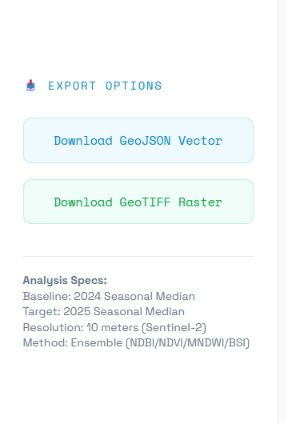 EXPORT OPTIONS
Download GeoJSON Vector
Download GeoTIFF Raster
Analysis Specs:
Baseline: 2024 Seasonal Median
Target: 2025 Seasonal Median
Resolution: 10 meters (Sentinel-2)
Method: Ensemble (NDBI/NDVI/MNDWI/BSI)